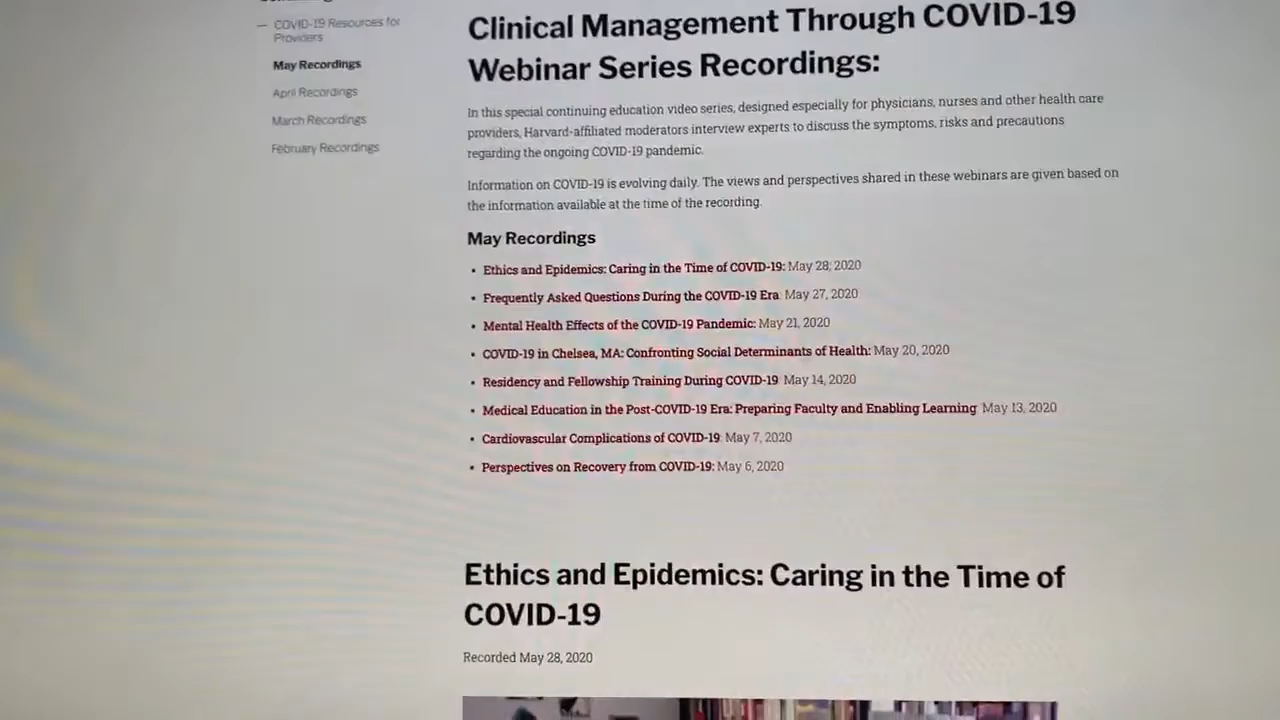 — COVID-19 Resources for
Providers
May Recordings
April Recordings
March Recordings
February Recordings
Clinical Management Through COVID-19
Webinar Series Recordings:
In this special continuing education video series, designed especially for physicians, nurses and other health care
providers, Harvard-affiliated moderators interview experts to discuss the symptoms, risks and precautions
regarding the ongoing COVID-19 pandemic.
Information on COVID-19 is evolving daily. The views and perspectives shared in these webinars are given based on
the information available at the time of the recording.
May Recordings
• Ethics and Epidemics: Caring in the Time of COVID-19: May 28, 2020
• Frequently Asked Questions During the COVID-19 Era: May 27, 2020
• Mental Health Effects of the COVID-19 Pandemic: May 21, 2020
• COVID-19 in Chelsea, MA: Confronting Social Determinants of Health: May 20, 2020
• Residency and Fellowship Training During COVID-19: May 14, 2020
• Medical Education in the Post-COVID-19 Era: Preparing Faculty and Enabling Learning: May 13, 2020
• Cardiovascular Complications of COVID-19: May 7, 2020
• Perspectives on Recovery from COVID-19: May 6, 2020
Ethics and Epidemics: Caring in the Time of
COVID-19
Recorded May 28, 2020